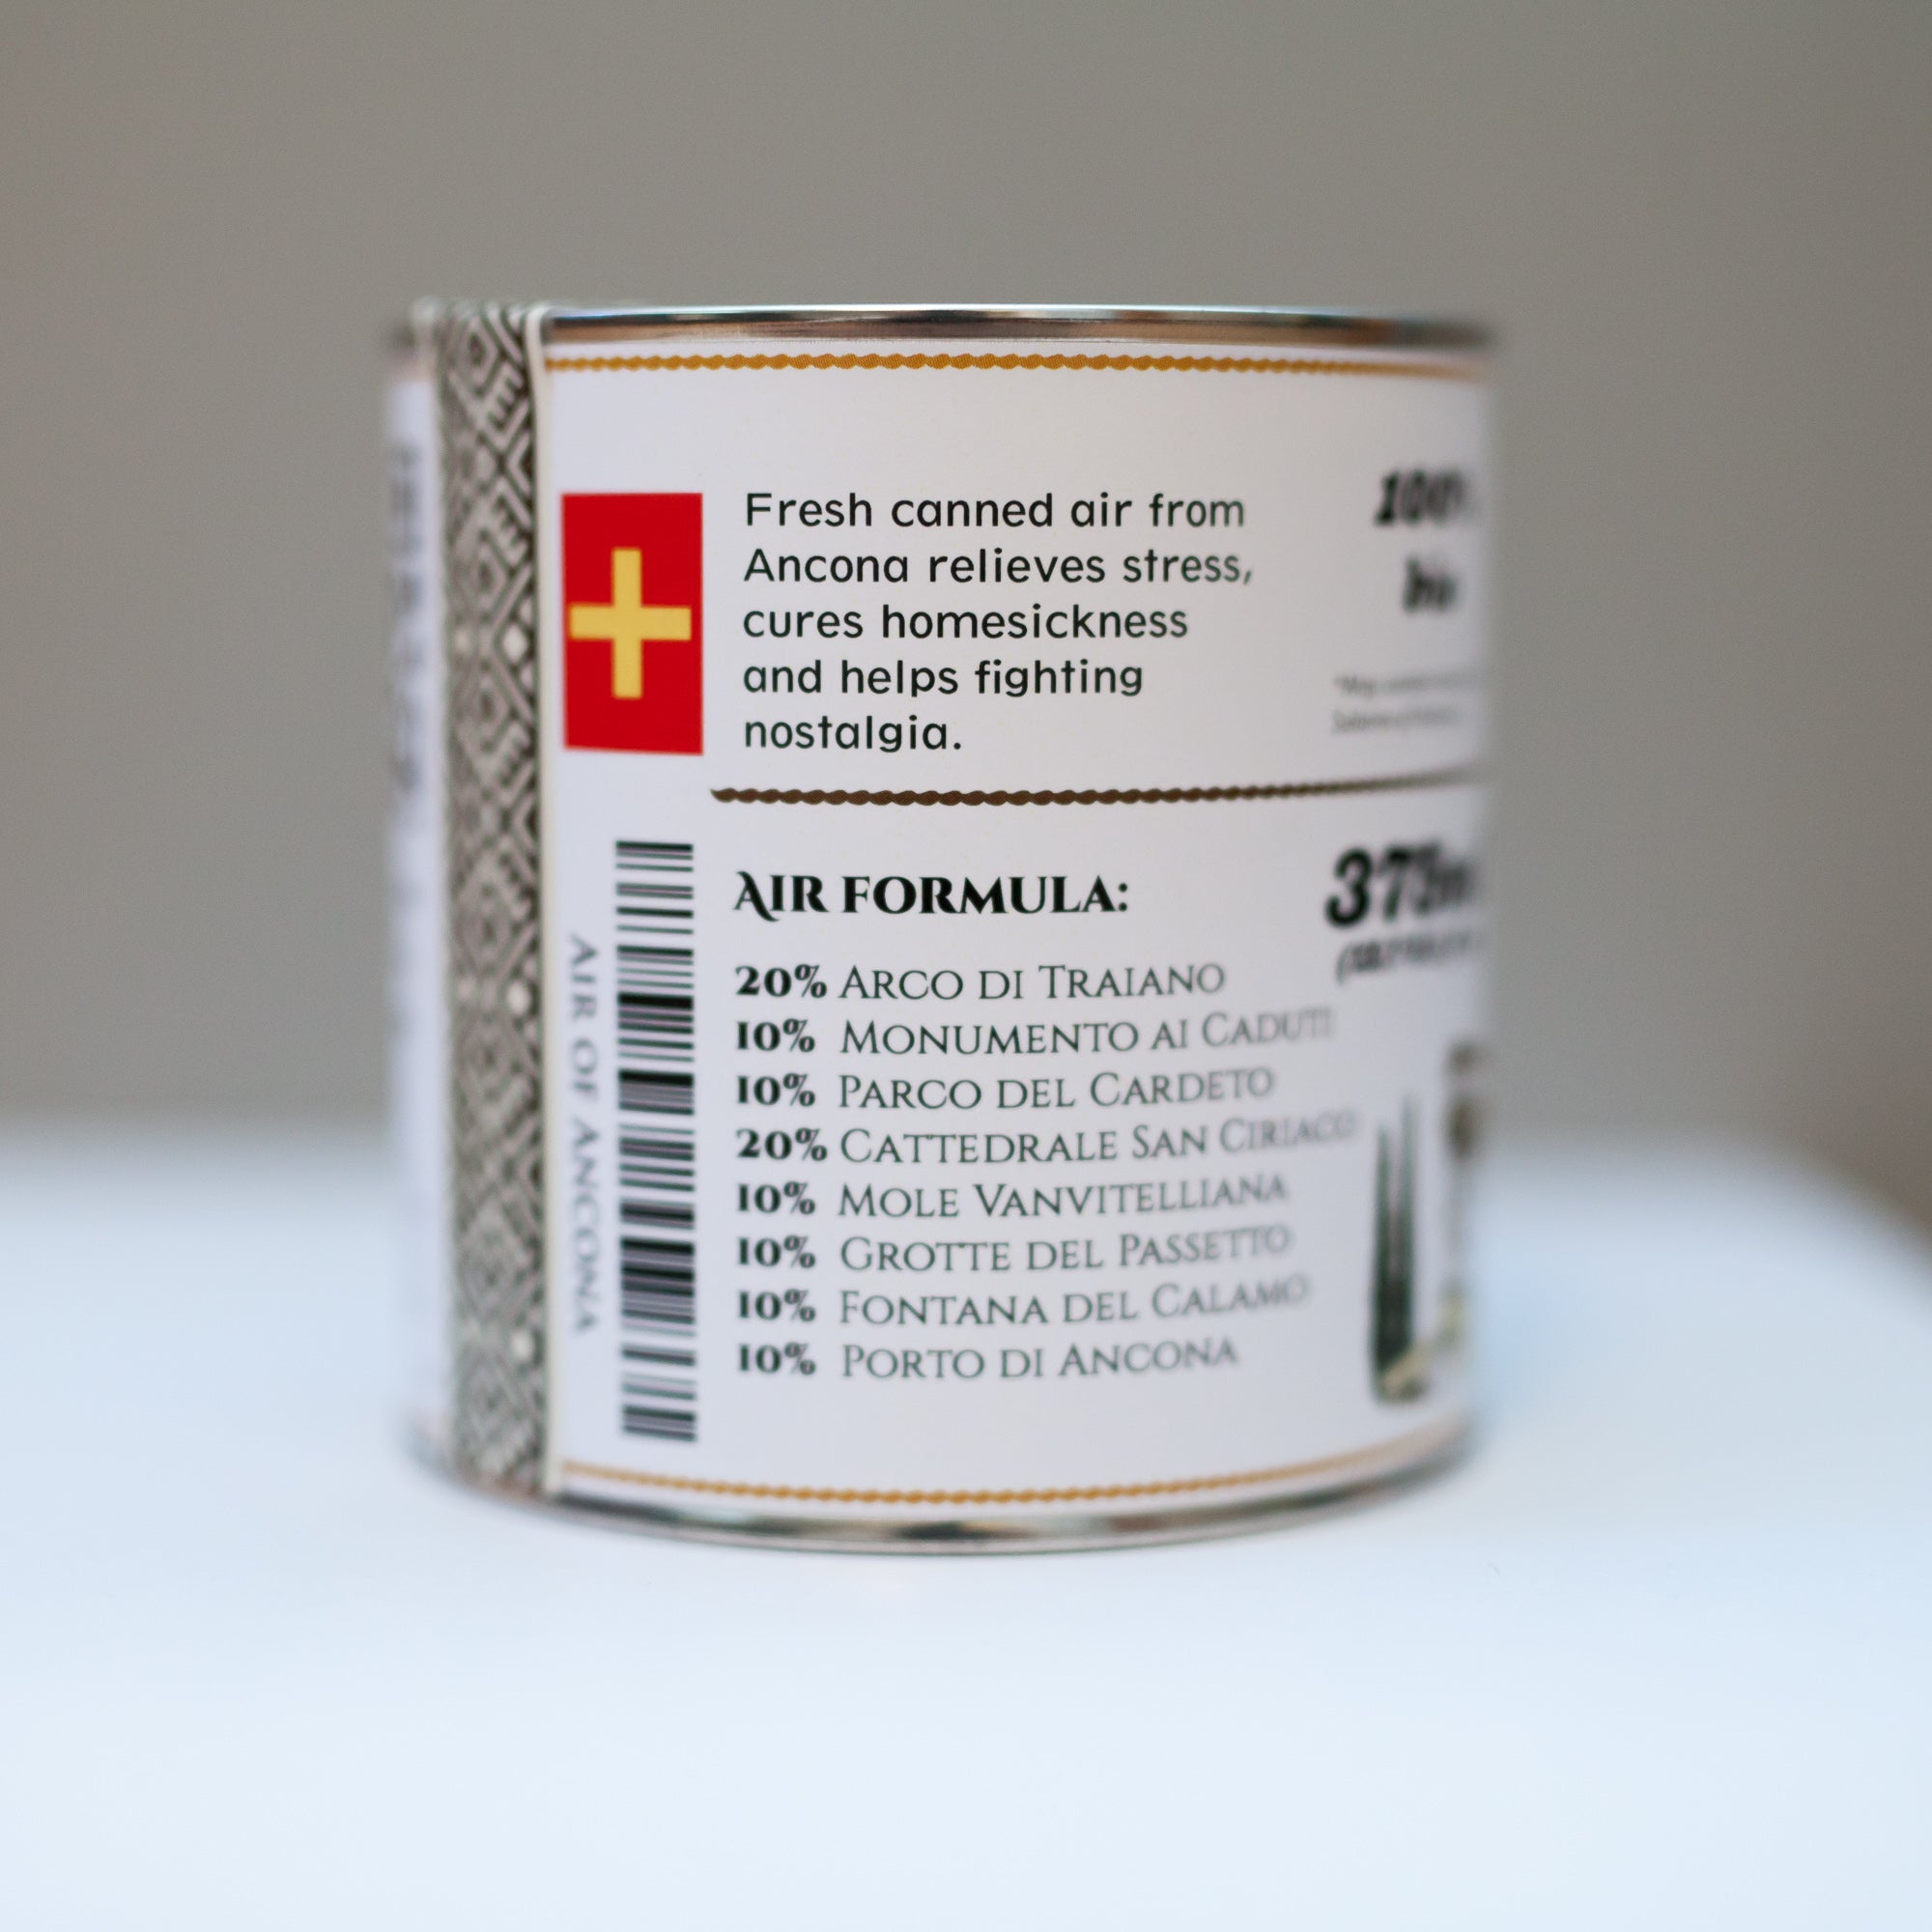 Fresh canned air from
Ancona relieves stress,
cures homesickness
and helps fighting
nostalgia.
100%
bio
AIR OF ANCONA
AIR FORMULA:
20% ARCO DI TRAIANO
10% MONUMENTO AI CADUTI
10% PARCO DEL CARDETO
20% CATTEDRALE SAN CIRIACO
10% MOLE VANVITELLIANA
10% GROTTE DEL PASSETTO
10% FONTANA DEL CALAMO
10% PORTO DI ANCONA